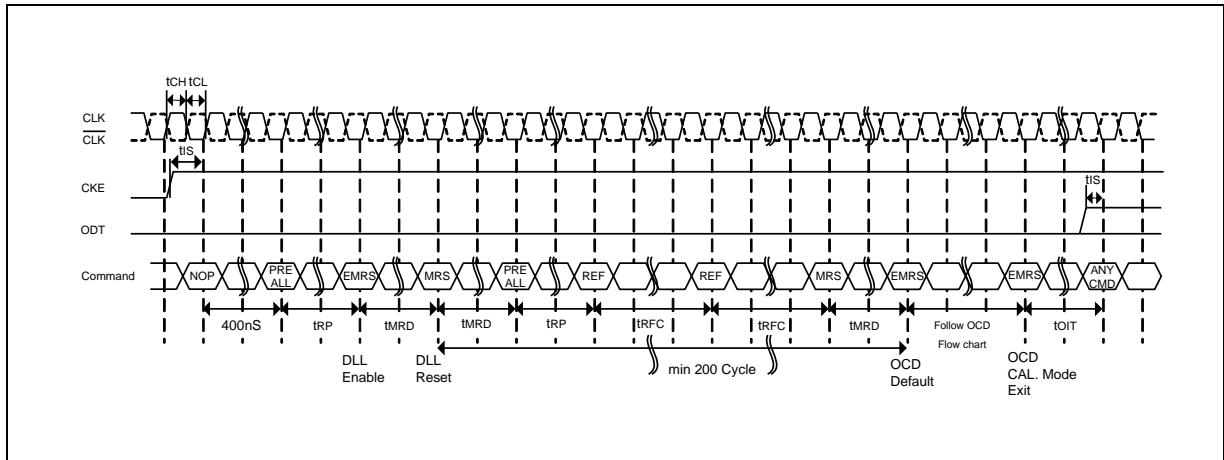 tCH tCL
CLK
CLK
tIS
CKE
tIS
ODT
Command
NOP
PRE
ALL
EMRS
MRS
PRE
ALL
REF
REF
MRS
EMRS
EMRS
ANY
CMD
400nS
tRP
tMRD
tMRD
tRP
tRFC
tRFC
tMRD
Follow OCD
Flow chart
tOIT
DLL
Enable
DLL
Reset
min 200 Cycle
OCD
Default
OCD
CAL. Mode
Exit